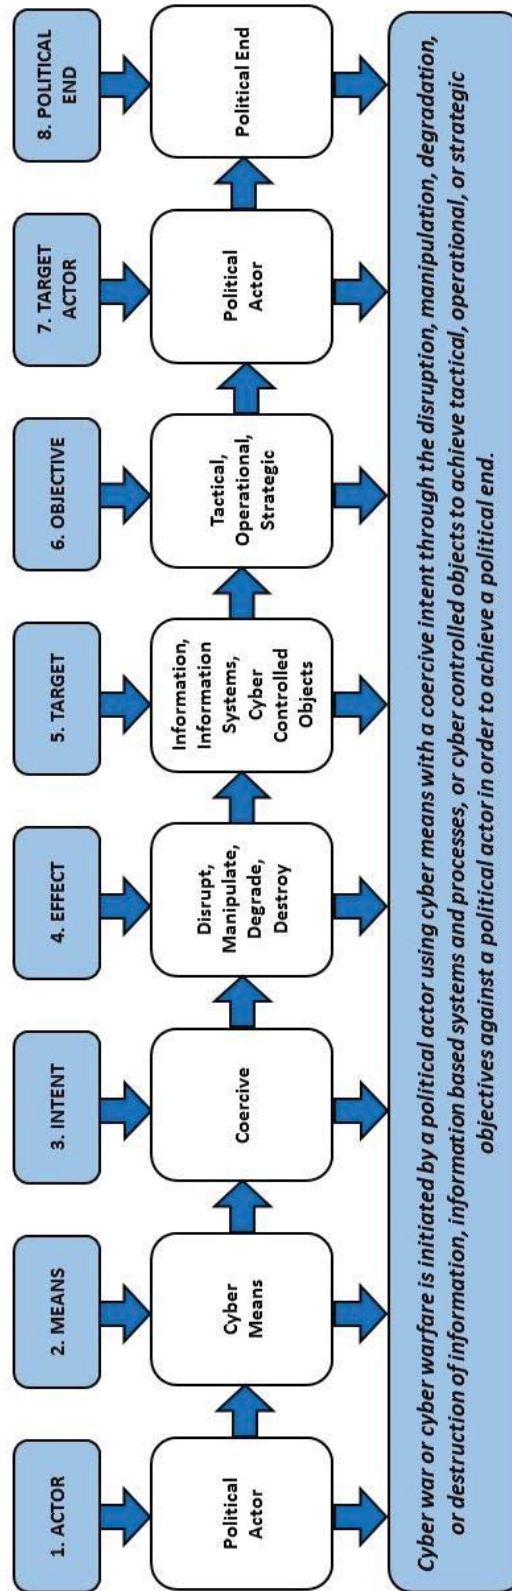 1. ACTOR
2. MEANS
3. INTENT
4. EFFECT
5. TARGET
6. OBJECTIVE
7. TARGET
ACTOR
8. POLITICAL
END
Political
Actor
Cyber
Means
Coercive
Disrupt,
Manipulate,
Degrade,
Destroy
Information,
Information
Systems,
Cyber
Controlled
Objects
Tactical,
Operational,
Strategic
Political
Actor
Political End
Cyber war or cyber warfare is initiated by a political actor using cyber means with a coercive intent through the disruption, manipulation, degradation,
or destruction of information, information based systems and processes, or cyber controlled objects to achieve tactical, operational, or strategic
objectives against a political actor in order to achieve a political end.